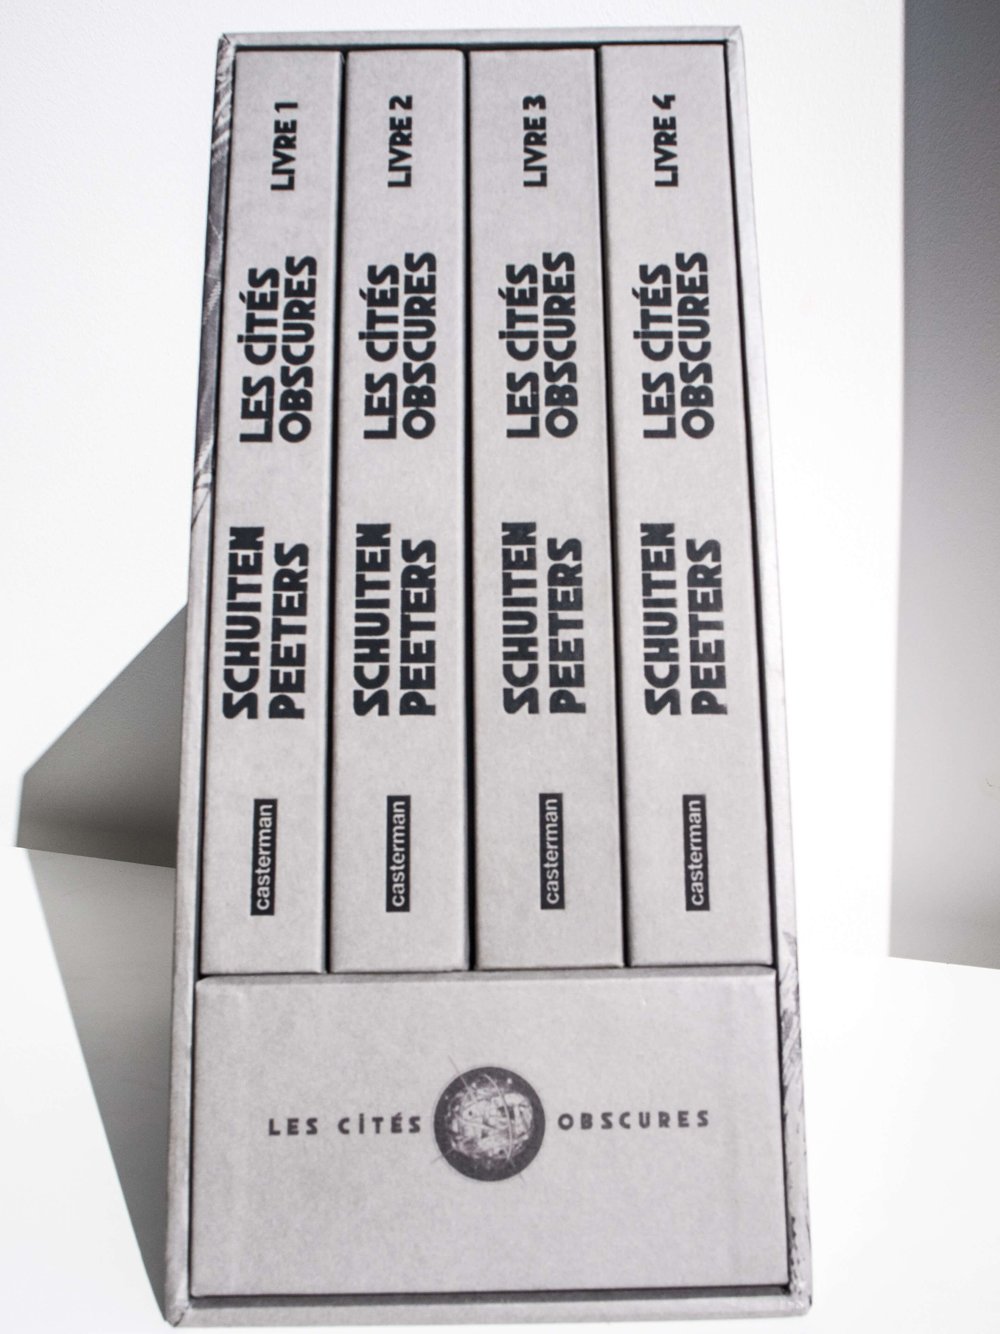 LIVRE 1
LES CITÉS
OBSCURES
SCHUITEN
PEETERS
casterman
LIVRE 2
LES CITÉS
OBSCURES
SCHUITEN
PEETERS
casterman
LIVRE 3
LES CITÉS
OBSCURES
SCHUITEN
PEETERS
casterman
LIVRE 4
LES CITÉS
OBSCURES
SCHUITEN
PEETERS
casterman
LES CITÉS OBSCURES